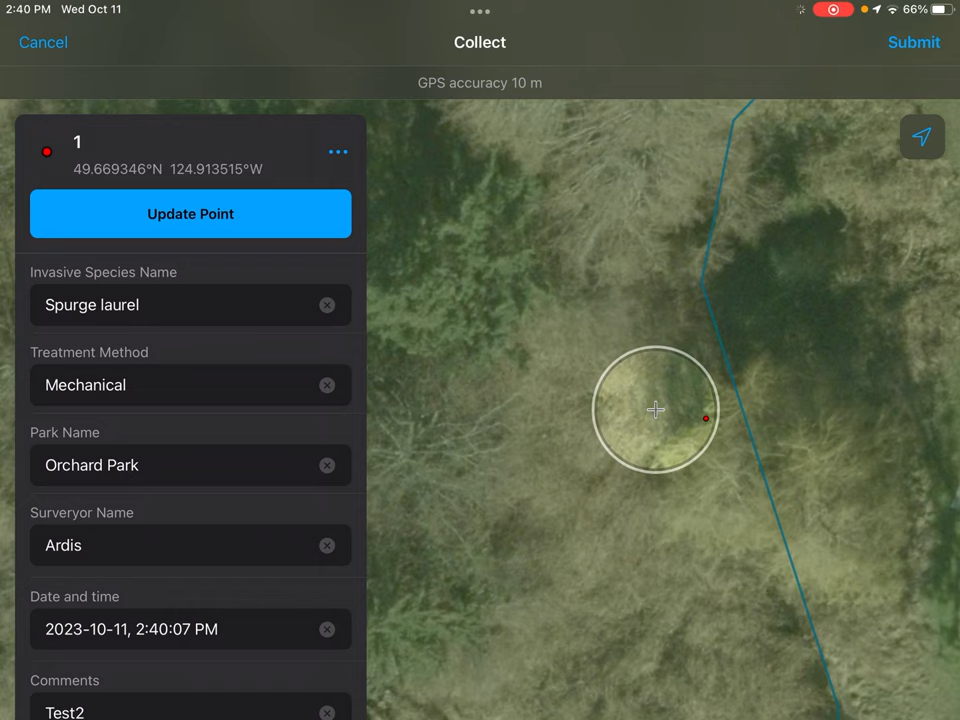 2:40 PM Wed Oct 11
66%
Cancel
Collect
Submit
GPS accuracy 10 m
1
49.669346°N 124.913515°W
Update Point
Invasive Species Name
Spurge laurel
Treatment Method
Mechanical
Park Name
Orchard Park
Surveryor Name
Ardis
Date and time
2023-10-11, 2:40:07 PM
Comments
Test2